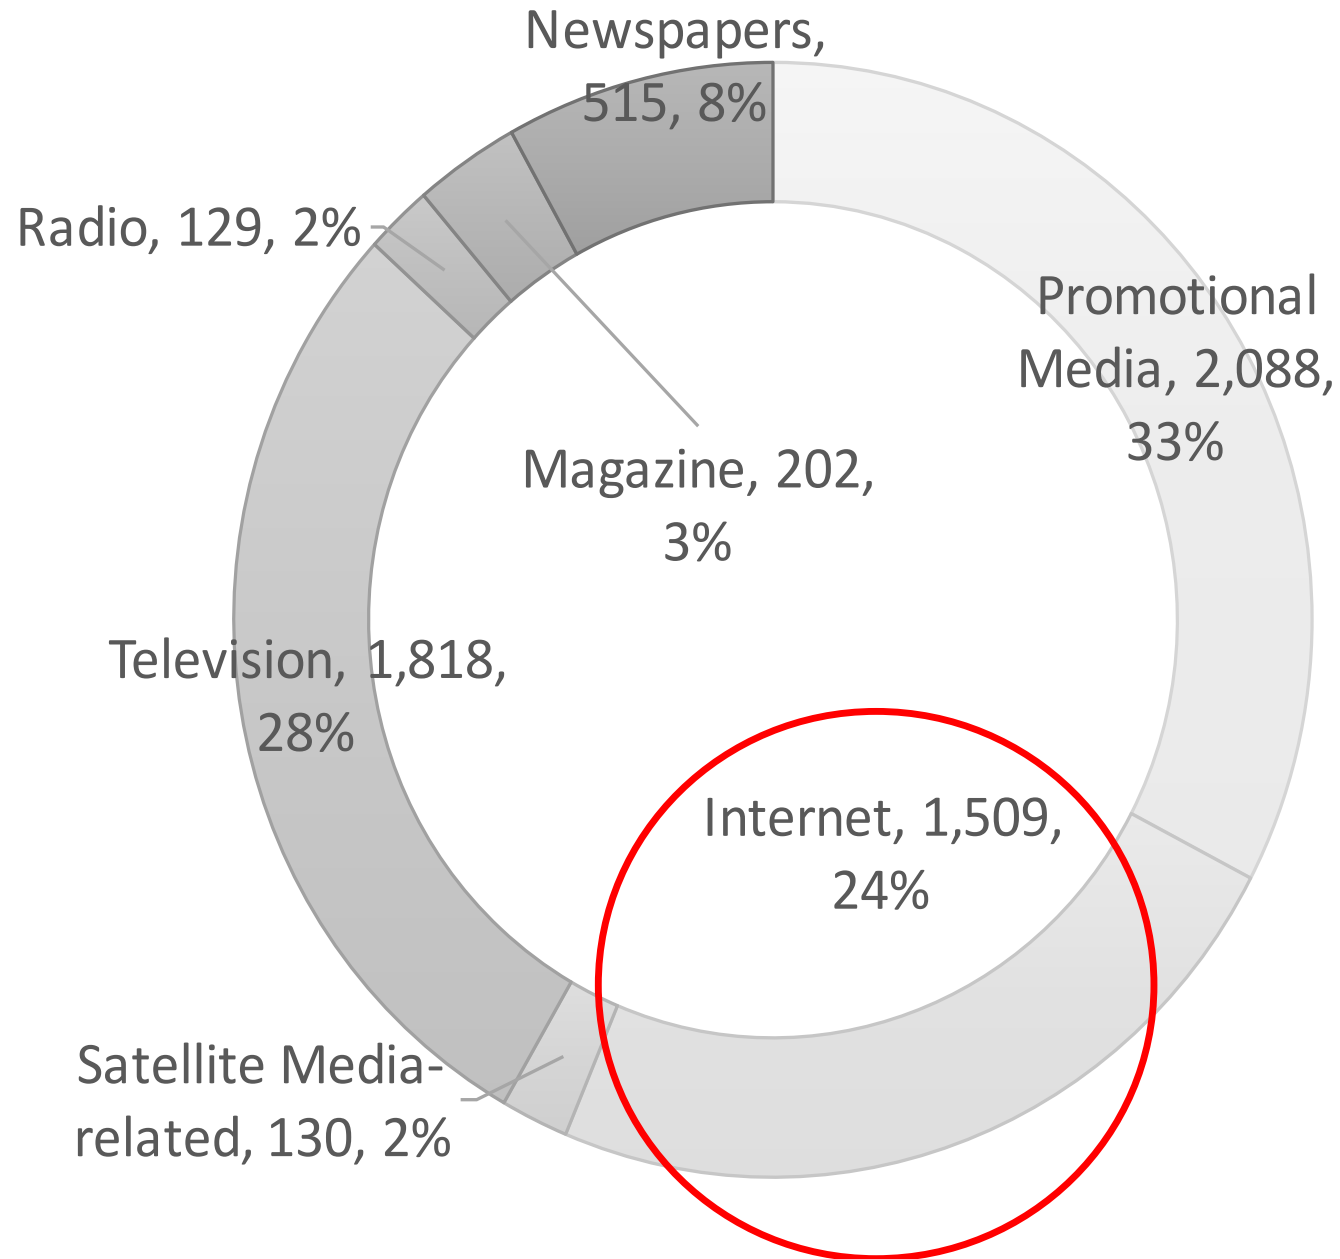 Newspapers,
515, 8%
Radio, 129, 2%
Promotional
Media, 2,088,
33%
Magazine, 202,
3%
Television, 1,818,
28%
Internet, 1,509,
24%
Satellite Media-
related, 130, 2%